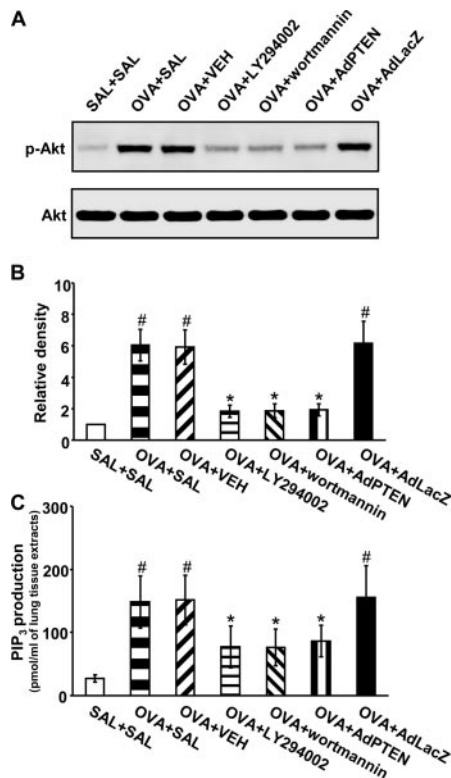 A
SAL+SAL
OVA+SAL
OVA+VEH
OVA+LY294002
OVA+wortmannin
OVA+AdPTEN
OVA+AdLacZ
p-Akt
Akt
B
Relative density
10
8
6
4
2
0
# # * * * #
SAL+SAL
OVA+SAL
OVA+VEH
OVA+LY294002
OVA+wortmannin
OVA+AdPTEN
OVA+AdLacZ
C
PIP3 production
(pmol/ml of lung tissue extracts)
300
200
100
0
# # * * * #
SAL+SAL
OVA+SAL
OVA+VEH
OVA+LY294002
OVA+wortmannin
OVA+AdPTEN
OVA+AdLacZ